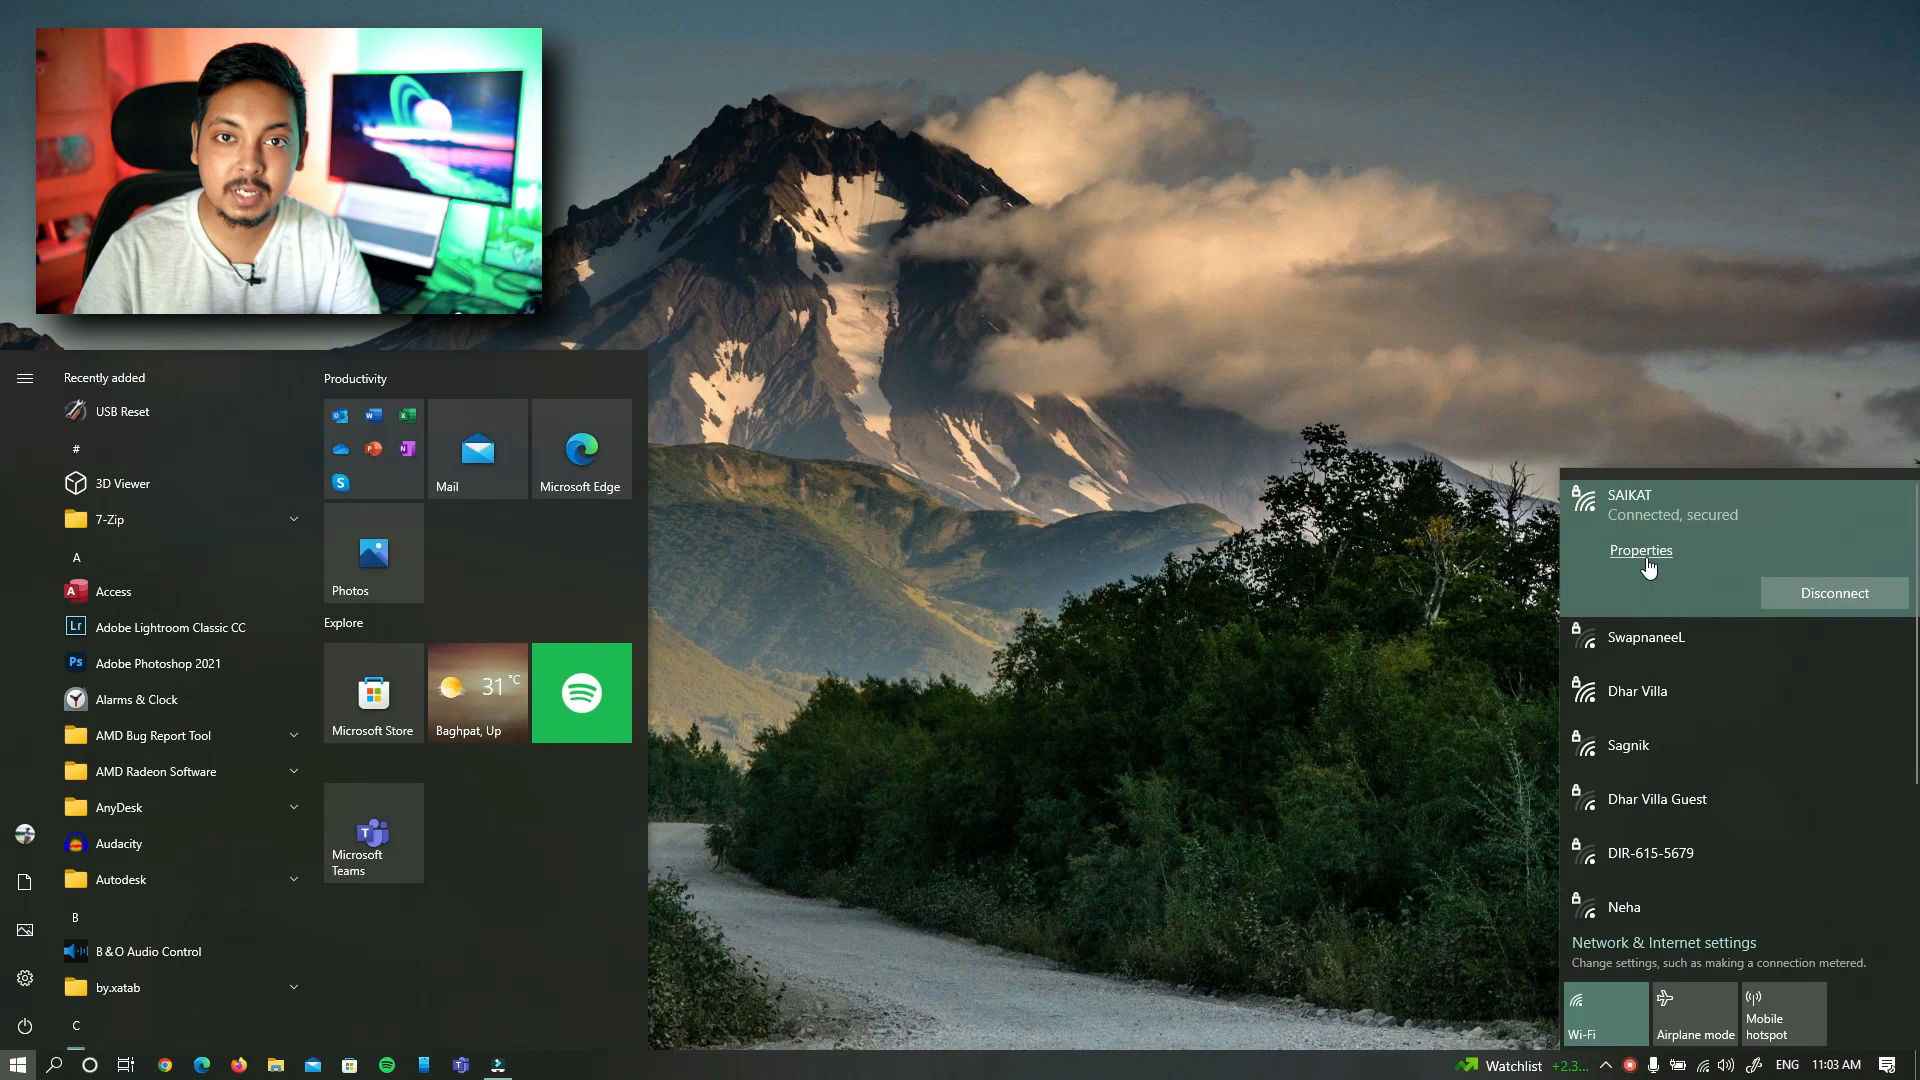 Recently added
USB Reset
#
3D Viewer
7-Zip
A
Access
Lr
Adobe Lightroom Classic CC
Ps
Adobe Photoshop 2021
Alarms & Clock
AMD Bug Report Tool
AMD Radeon Software
AnyDesk
Audacity
Autodesk
B
B&O Audio Control
by.xatab
C
Productivity
Mail
Microsoft Edge
Photos
Explore
Microsoft Store
31°C
Baghpat, Up
Microsoft
Teams
SAIKAT
Connected, secured
Properties
Disconnect
SwapnaneeL
Dhar Villa
Sagnik
Dhar Villa Guest
DIR-615-5679
Neha
Network & Internet settings
Change settings, such as making a connection metered.
Wi-Fi
Airplane mode
Mobile
hotspot
Watchlist +2.3...
ENG
11:03 AM